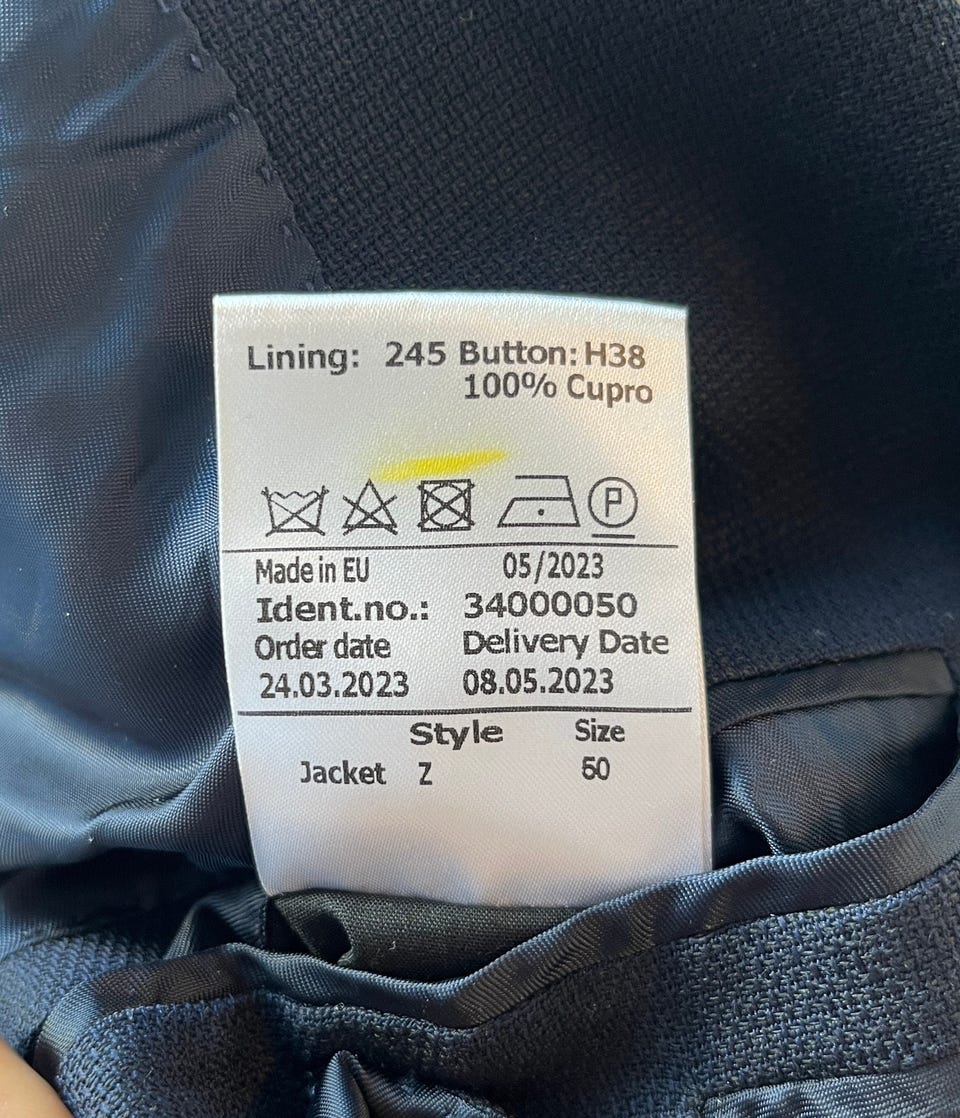 Lining: 245 Button: H38
100% Cupro
P
Made in EU 05/2023
Ident.no.: 34000050
Order date Delivery Date
24.03.2023 08.05.2023
Style Size
Jacket Z 50